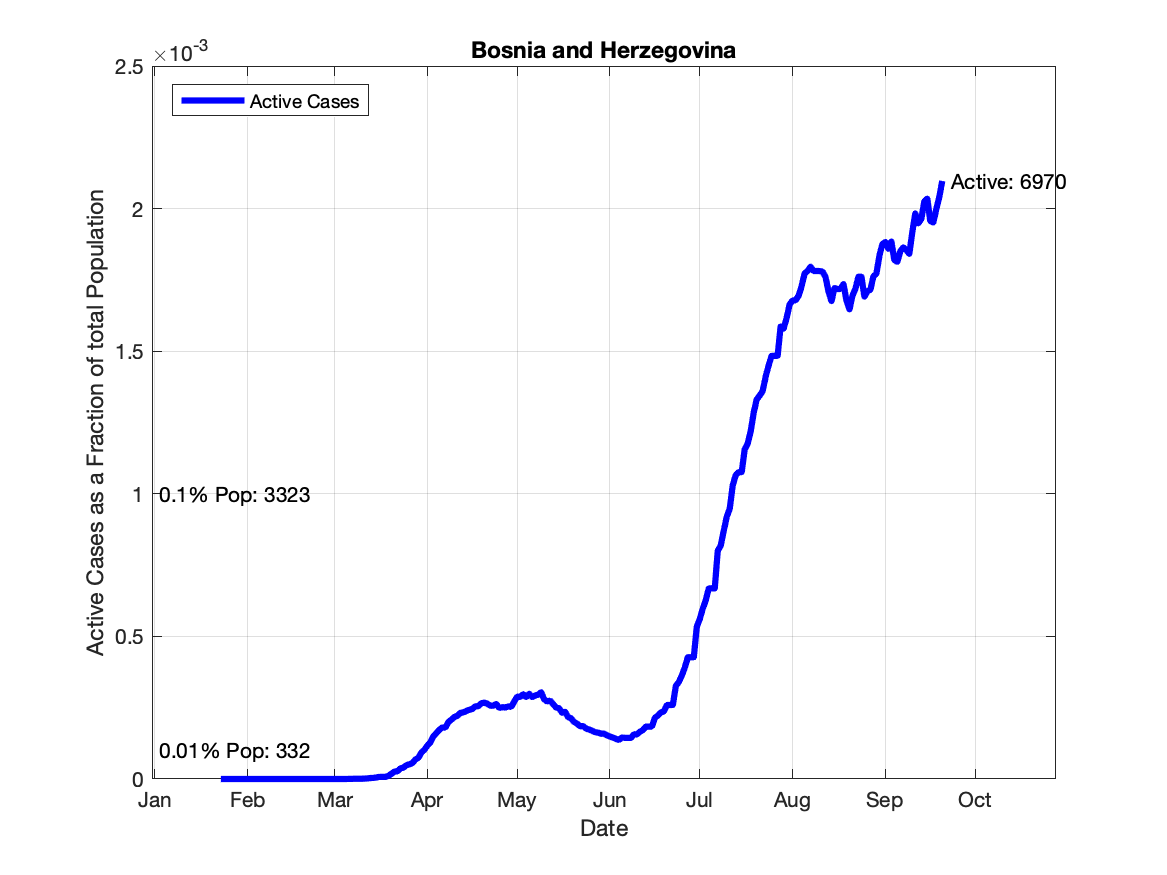 Bosnia and Herzegovina
×10-3
2.5
2
1.5
1
0.5
0
Active Cases
Active: 6970
0.1% Pop: 3323
0.01% Pop: 332
Active Cases as a Fraction of total Population
Jan Feb Mar Apr May Jun Jul Aug Sep Oct
Date